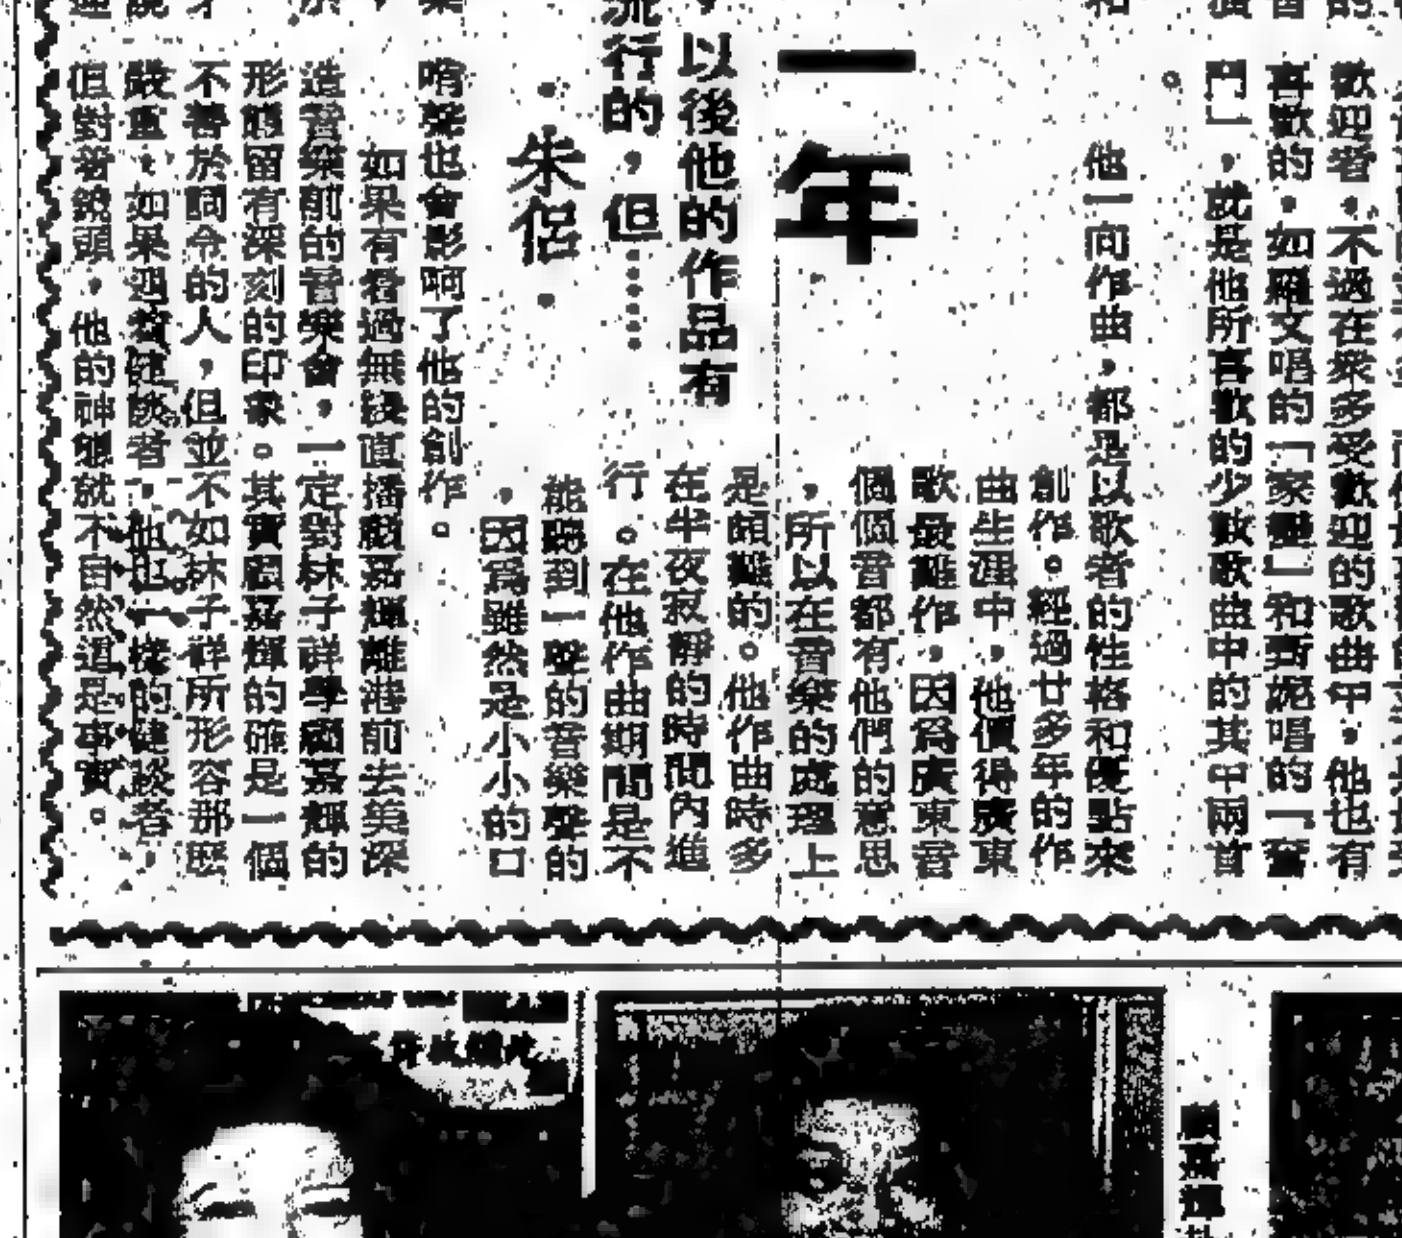 歡迎者，不過在衆多受歡迎的歌曲中，他也有
喜歡的，如羅文唱的「家變」和甄妮唱的「奮
門」，就是他所喜歡的少數歌曲中的其中兩首
。
他一向作曲，都是以歌者的性格和優點來
創作。經過廿多年的作
曲生涯中，他覺得廣東
歌最難作，因爲廣東音
個個音都有他們的意思
，所以在音樂的處理上
是頗難的。他作曲時多
在半夜寂靜的時間內進
行。在他作曲期間是不
能聽到一聲的音樂聲的
，因爲雖然是小小的口
哨聲也會影响了他的創作。
一年
以後他的作品有
流行的，但……
·朱侶·
如果有看過無綫直播顧嘉輝離港前去美深
造音樂前的音樂會，一定對林子祥學顧嘉輝的
形態留有深刻的印象。其實顧嘉輝的確是一個
不善於詞令的人，但並不如林子祥所形容那麽
嚴重，如果遇着健談者，他也一樣的健談者，
但對着鏡頭，他的神態就不自然這是事實。
顧嘉輝